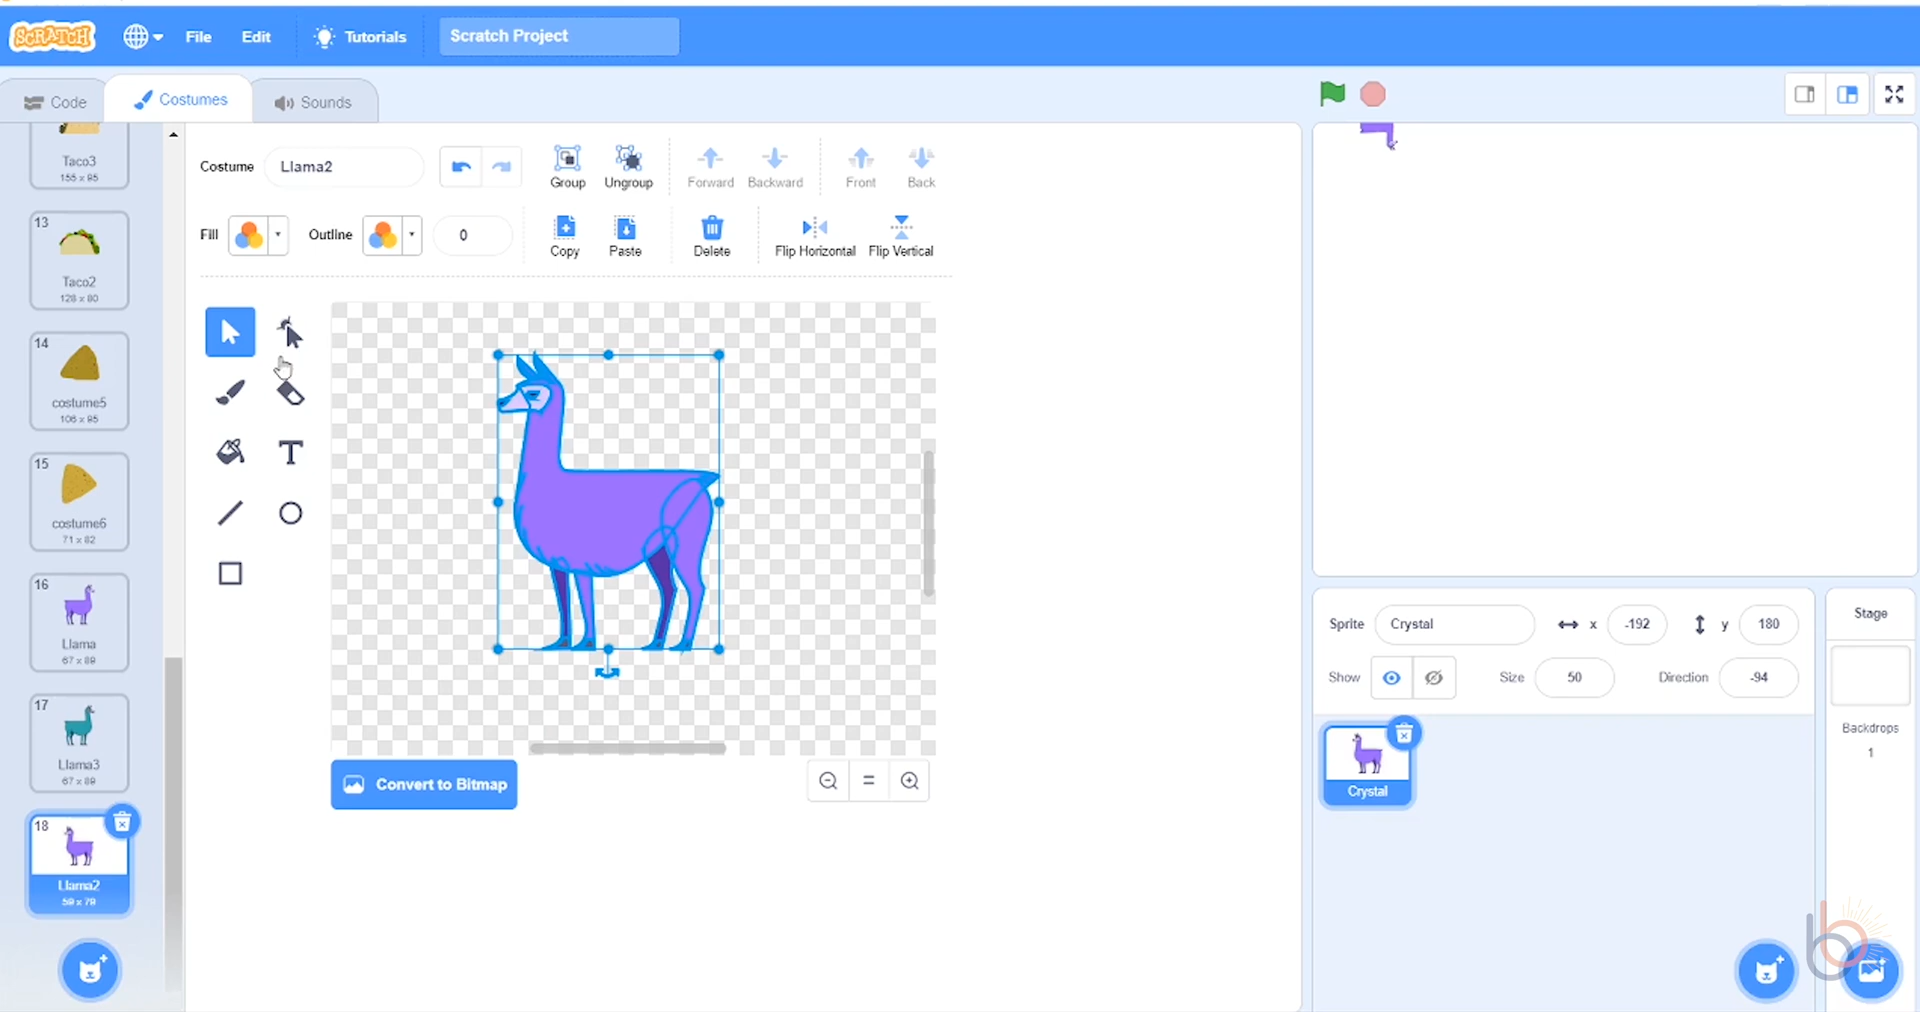 SCRATCH
File
Edit
Tutorials
Scratch Project
Code
Costumes
Sounds
Taco3
155 x 95
13
Taco2
128 x 80
14
costume5
106 x 95
15
costume6
71 x 82
16
Llama
67 x 89
17
Llama3
67 x 89
18
Llama2
59 x 79
Costume
Llama2
Group
Ungroup
Forward
Backward
Front
Back
Fill
Outline
0
Copy
Paste
Delete
Flip Horizontal
Flip Vertical
T
Convert to Bitmap
Sprite
Crystal
x
-192
y
180
Show
Size
50
Direction
-94
Crystal
Stage
Backdrops
1
b